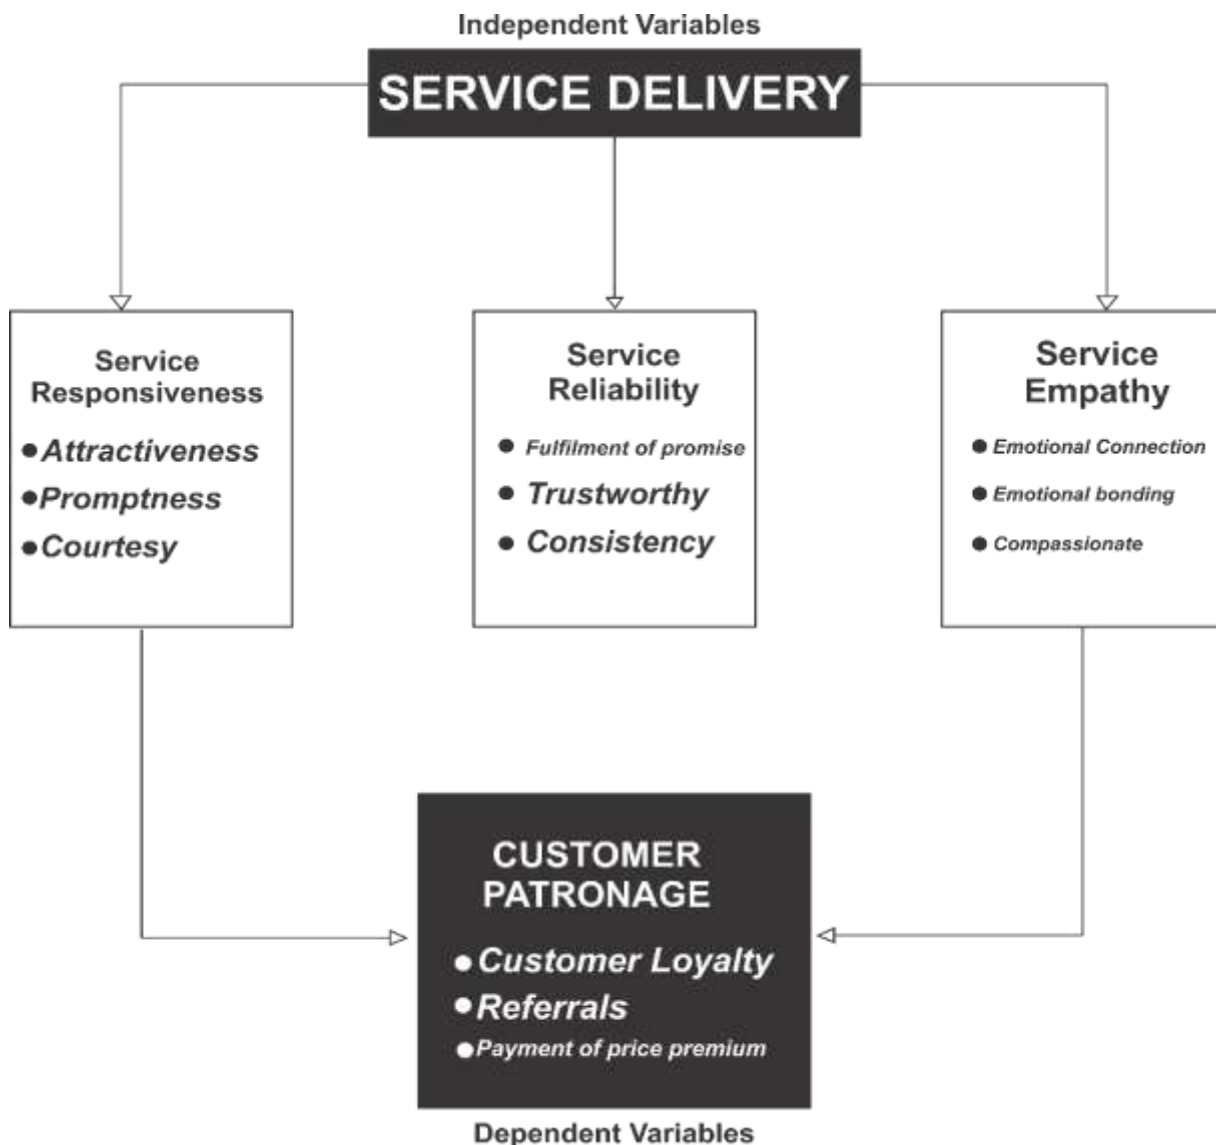 Independent Variables
SERVICE DELIVERY
Service
Responsiveness
Attractiveness
Promptness
Courtesy
Service
Reliability
Fulfilment of promise
Trustworthy
Consistency
Service
Empathy
Emotional Connection
Emotional bonding
Compassionate
CUSTOMER
PATRONAGE
Customer Loyalty
Referrals
Payment of price premium
Dependent Variables